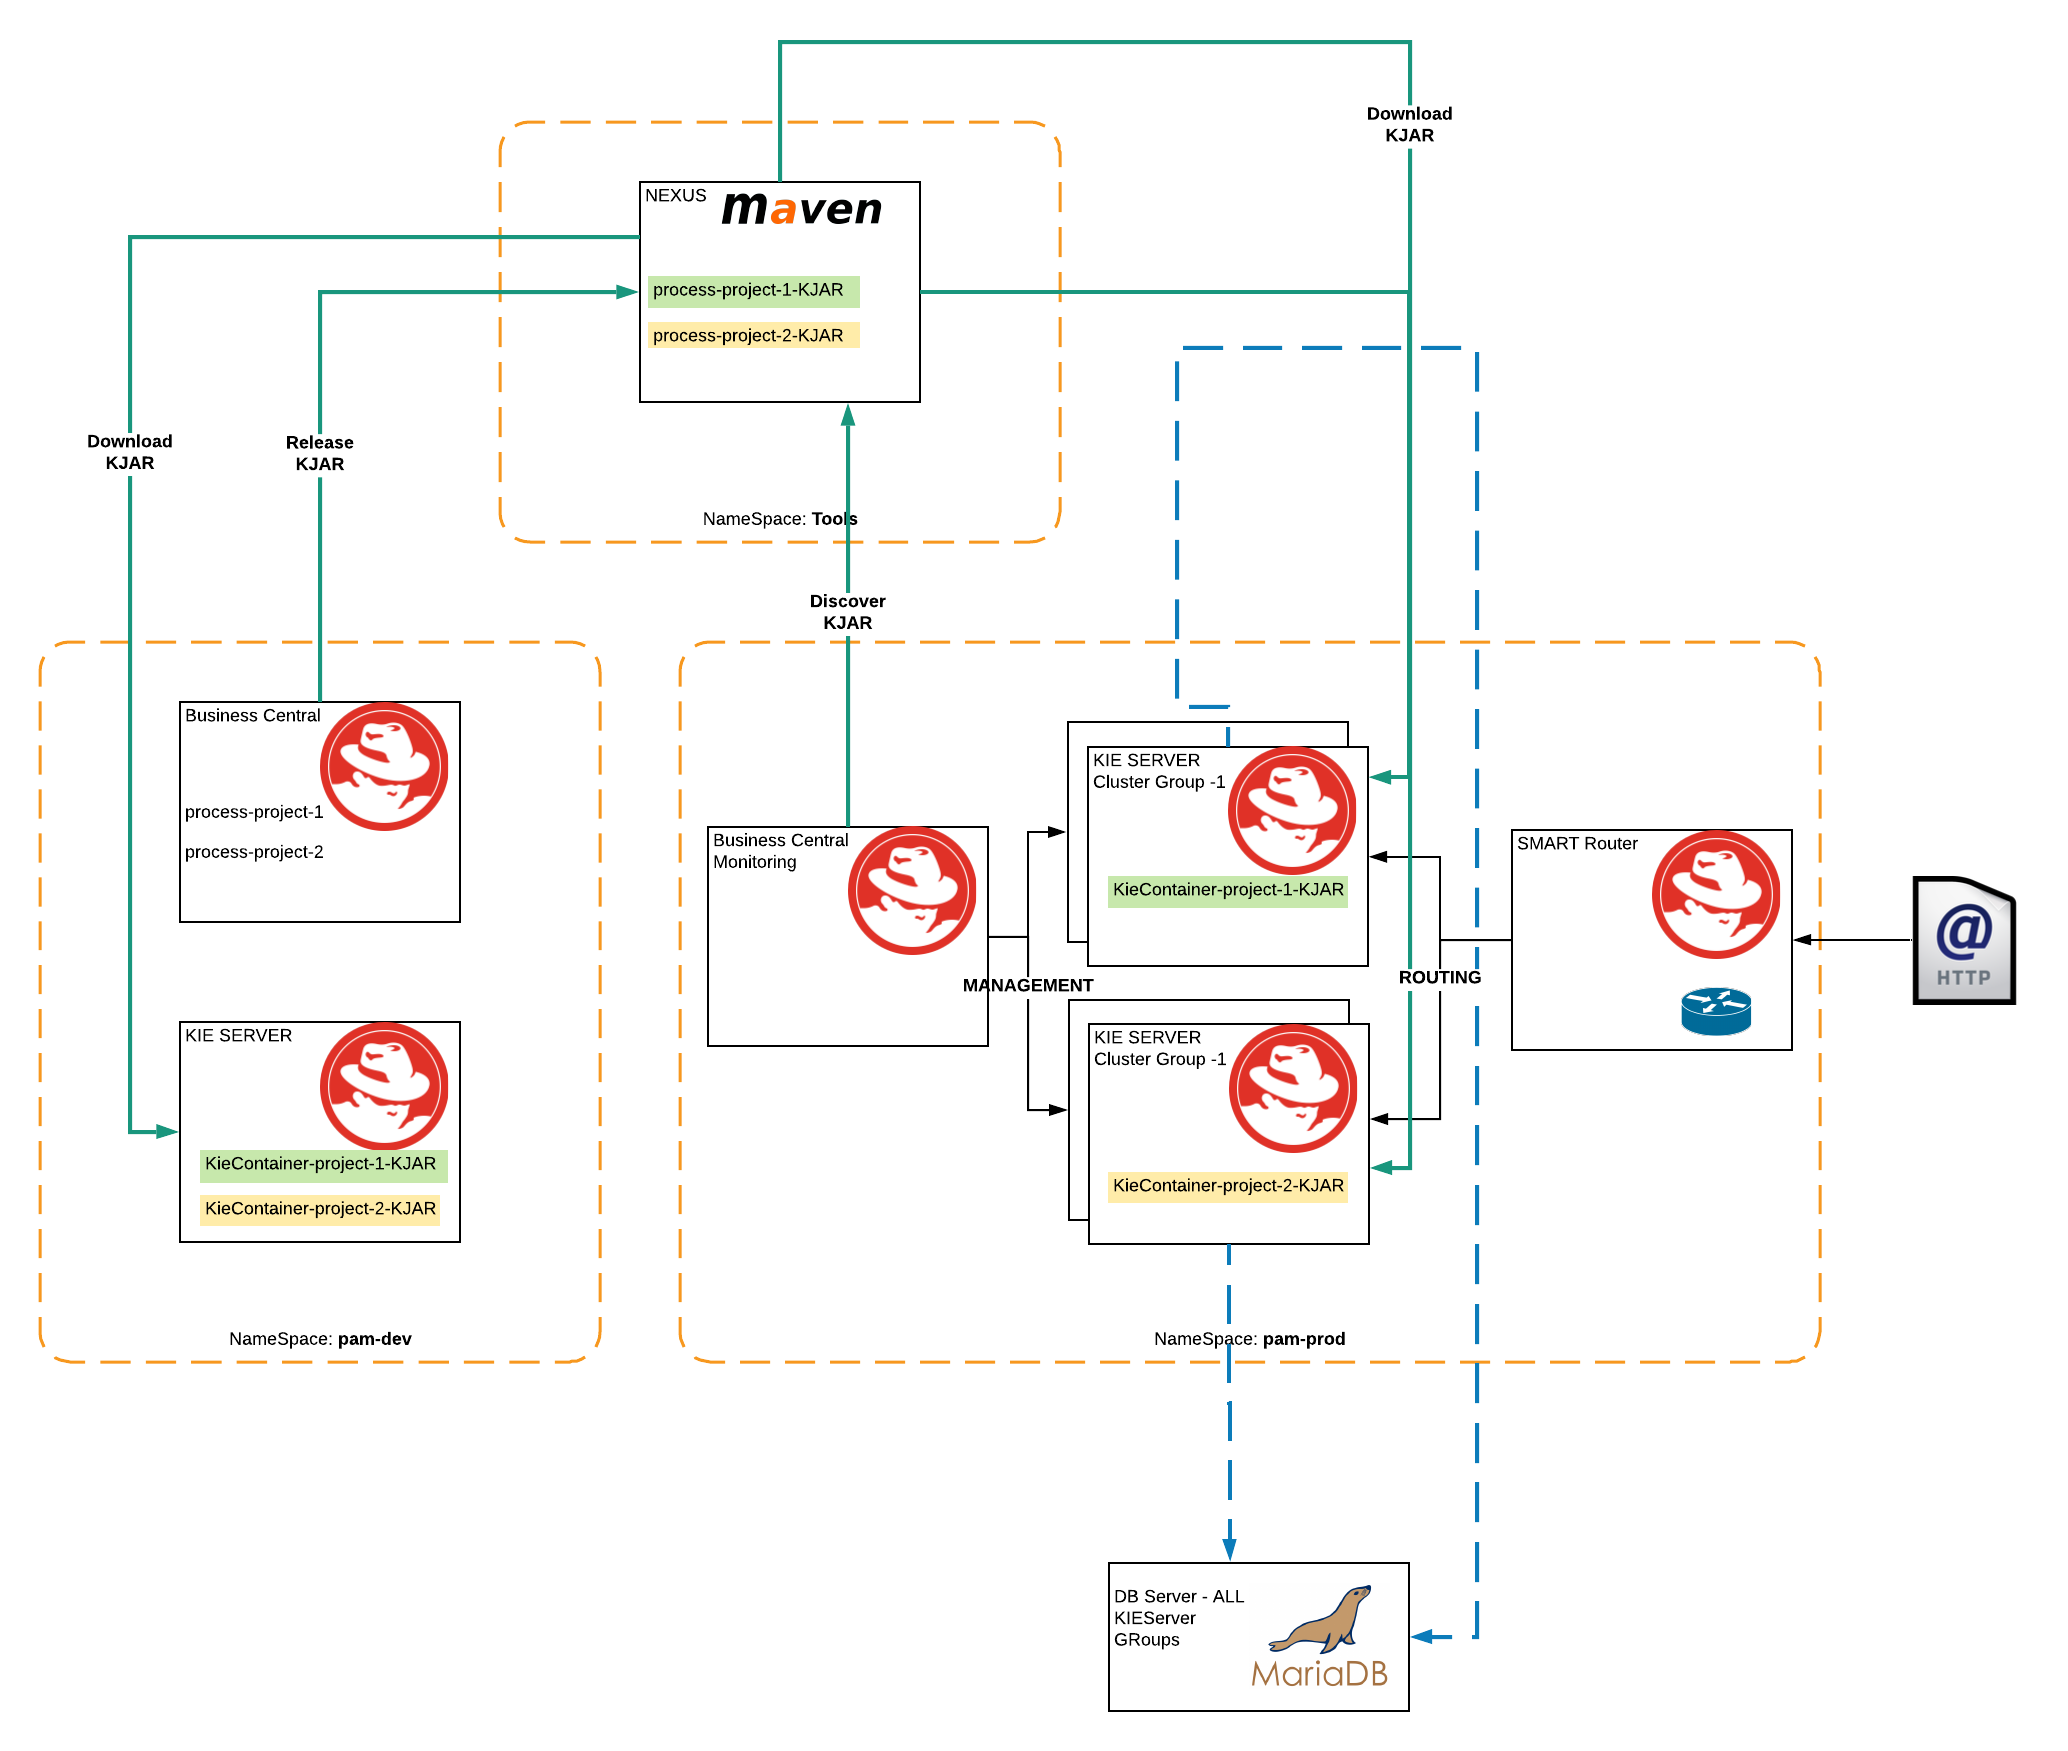 Download
KJAR
NEXUS
maven
process-project-1-KJAR
process-project-2-KJAR
Download
KJAR
Release
KJAR
NameSpace: Tools
Discover
KJAR
Business Central
process-project-1
process-project-2
KIE SERVER
Cluster Group -1
KieContainer-project-1-KJAR
Business Central
Monitoring
SMART Router
@
HTTP
MANAGEMENT
ROUTING
KIE SERVER
KieContainer-project-1-KJAR
KieContainer-project-2-KJAR
KIE SERVER
Cluster Group -1
KieContainer-project-2-KJAR
NameSpace: pam-dev
NameSpace: pam-prod
DB Server - ALL
KIEServer
GRoups
MariaDB